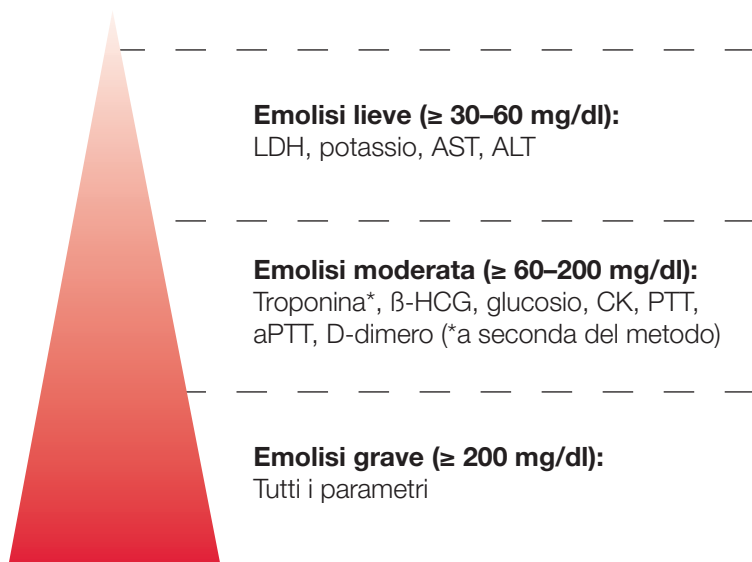 Emolisi lieve (≥ 30–60 mg/dl):
LDH, potassio, AST, ALT
Emolisi moderata (≥ 60–200 mg/dl):
Troponina*, ß-HCG, glucosio, CK, PTT,
aPTT, D-dimero (*a seconda del metodo)
Emolisi grave (≥ 200 mg/dl):
Tutti i parametri